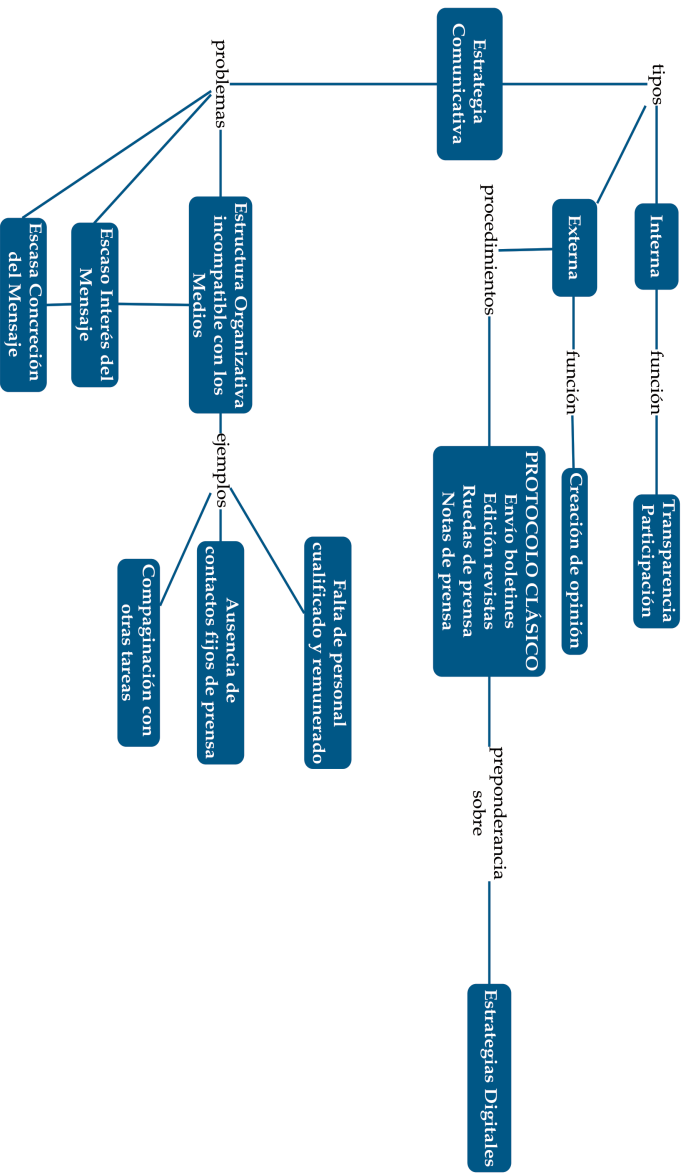 tipos
Interna
función
Transparencia
Participación
Externa
función
Creación de opinión
Estrategia
Comunicativa
procedimientos
PROTOCOLO CLÁSICO
Envío boletines
Edición revistas
Ruedas de prensa
Notas de prensa
preponderancia
sobre
Estrategias Digitales
problemas
Estructura Organizativa
incompatible con los
Medios
ejemplos
Falta de personal
cualificado y remunerado
Ausencia de
contactos fijos de prensa
Compaginación con
otras tareas
Escaso Interés del
Mensaje
Escasa Concreción
del Mensaje